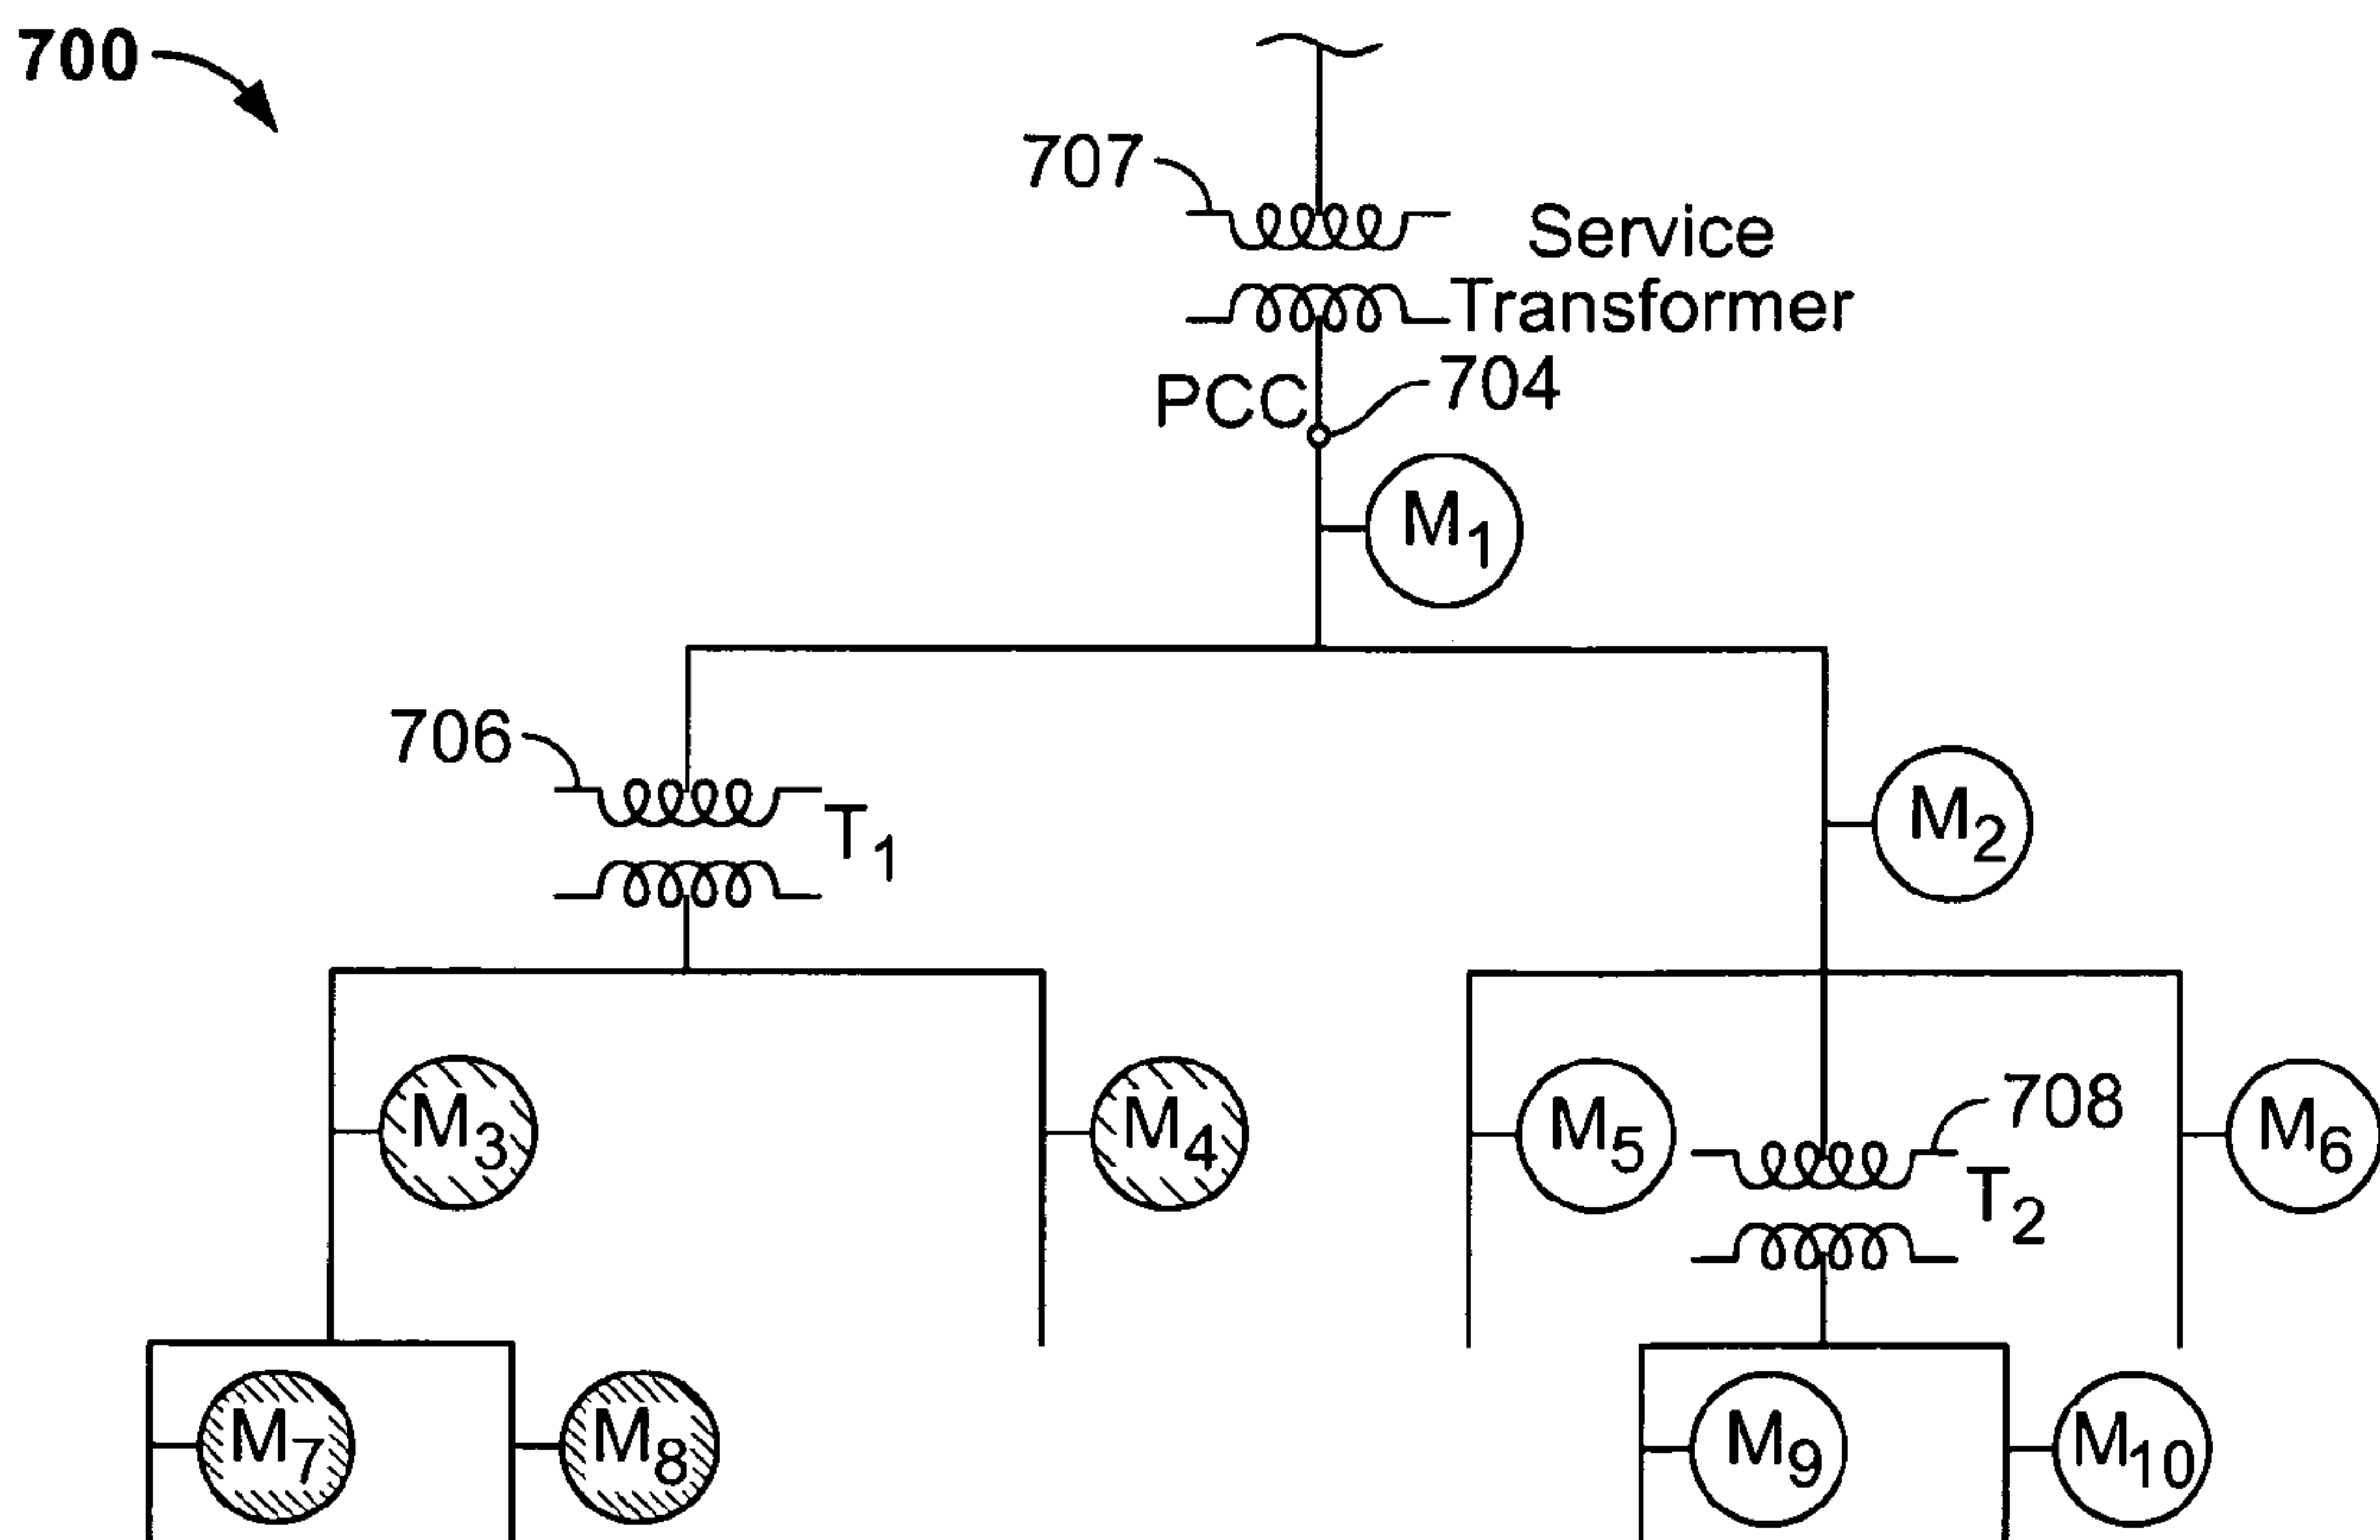 700
707
Service
Transformer
PCC
704
M1
706
T1
M2
M3
M4
M5
708
T2
M6
M7
M8
M9
M10